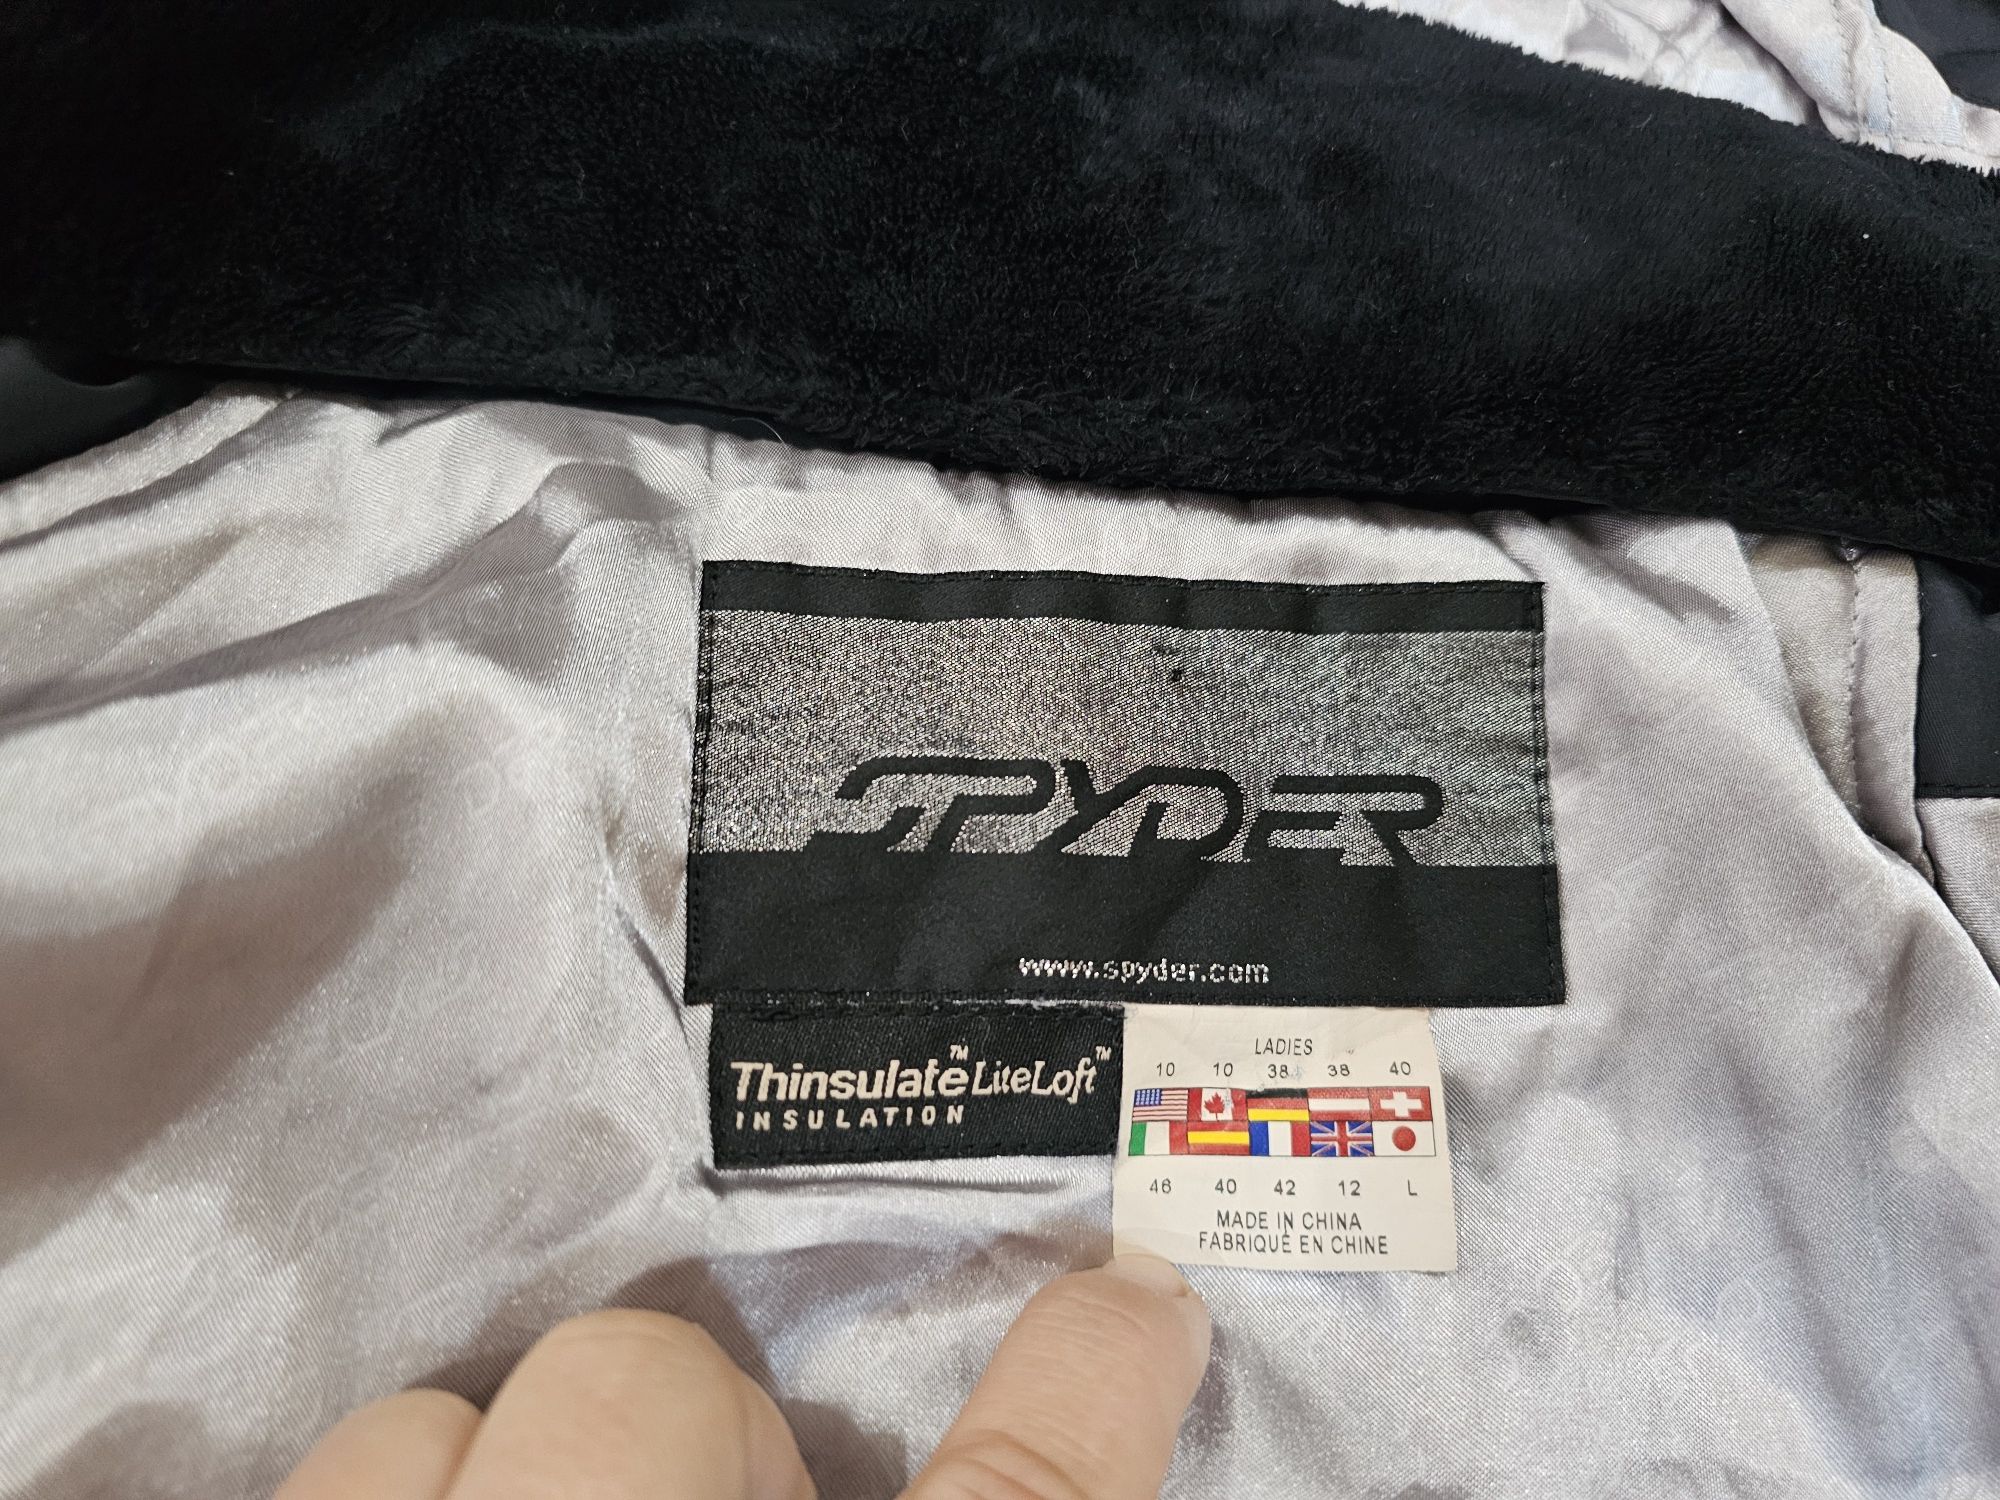 SPYDER
www.spyder.com
Thinsulate™ LiteLoft™
INSULATION
LADIES
10 10 38 38 40
46 40 42 12 L
MADE IN CHINA
FABRIQUE EN CHINE